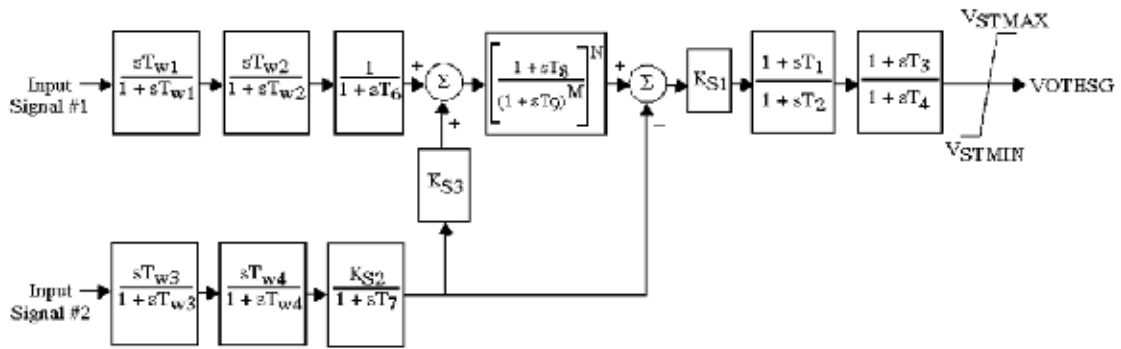 VSTMAX
Input Signal #1
sTw1
1 + sTw1
sTw2
1 + sTw2
1
1 + sT6
+
Σ
+
[ 1 + sT8
(1 + sT9)^M ]^N
+
Σ
−
KS1
1 + sT1
1 + sT2
1 + sT3
1 + sT4
VOTHSG
VSTMIN
KS3
Input Signal #2
sTw3
1 + sTw3
sTw4
1 + sTw4
KS2
1 + sT7